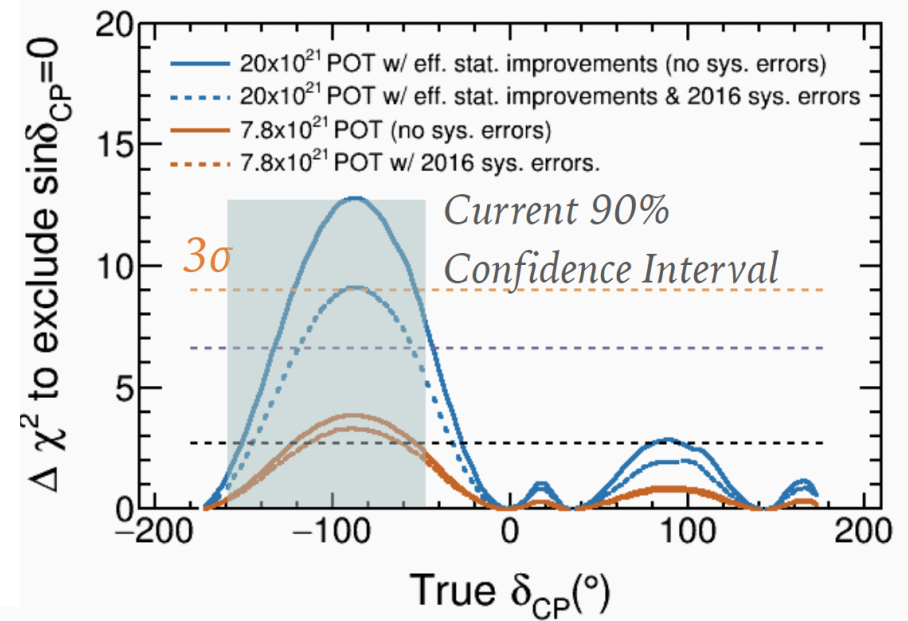 20
20x10²¹ POT w/ eff. stat. improvements (no sys. errors)
20x10²¹ POT w/ eff. stat. improvements & 2016 sys. errors
7.8x10²¹ POT (no sys. errors)
7.8x10²¹ POT w/ 2016 sys. errors.
15
Current 90%
Confidence Interval
3σ
10
5
0
Δ χ² to exclude sinδCP=0
−200 −100 0 100 200
True δCP(°)